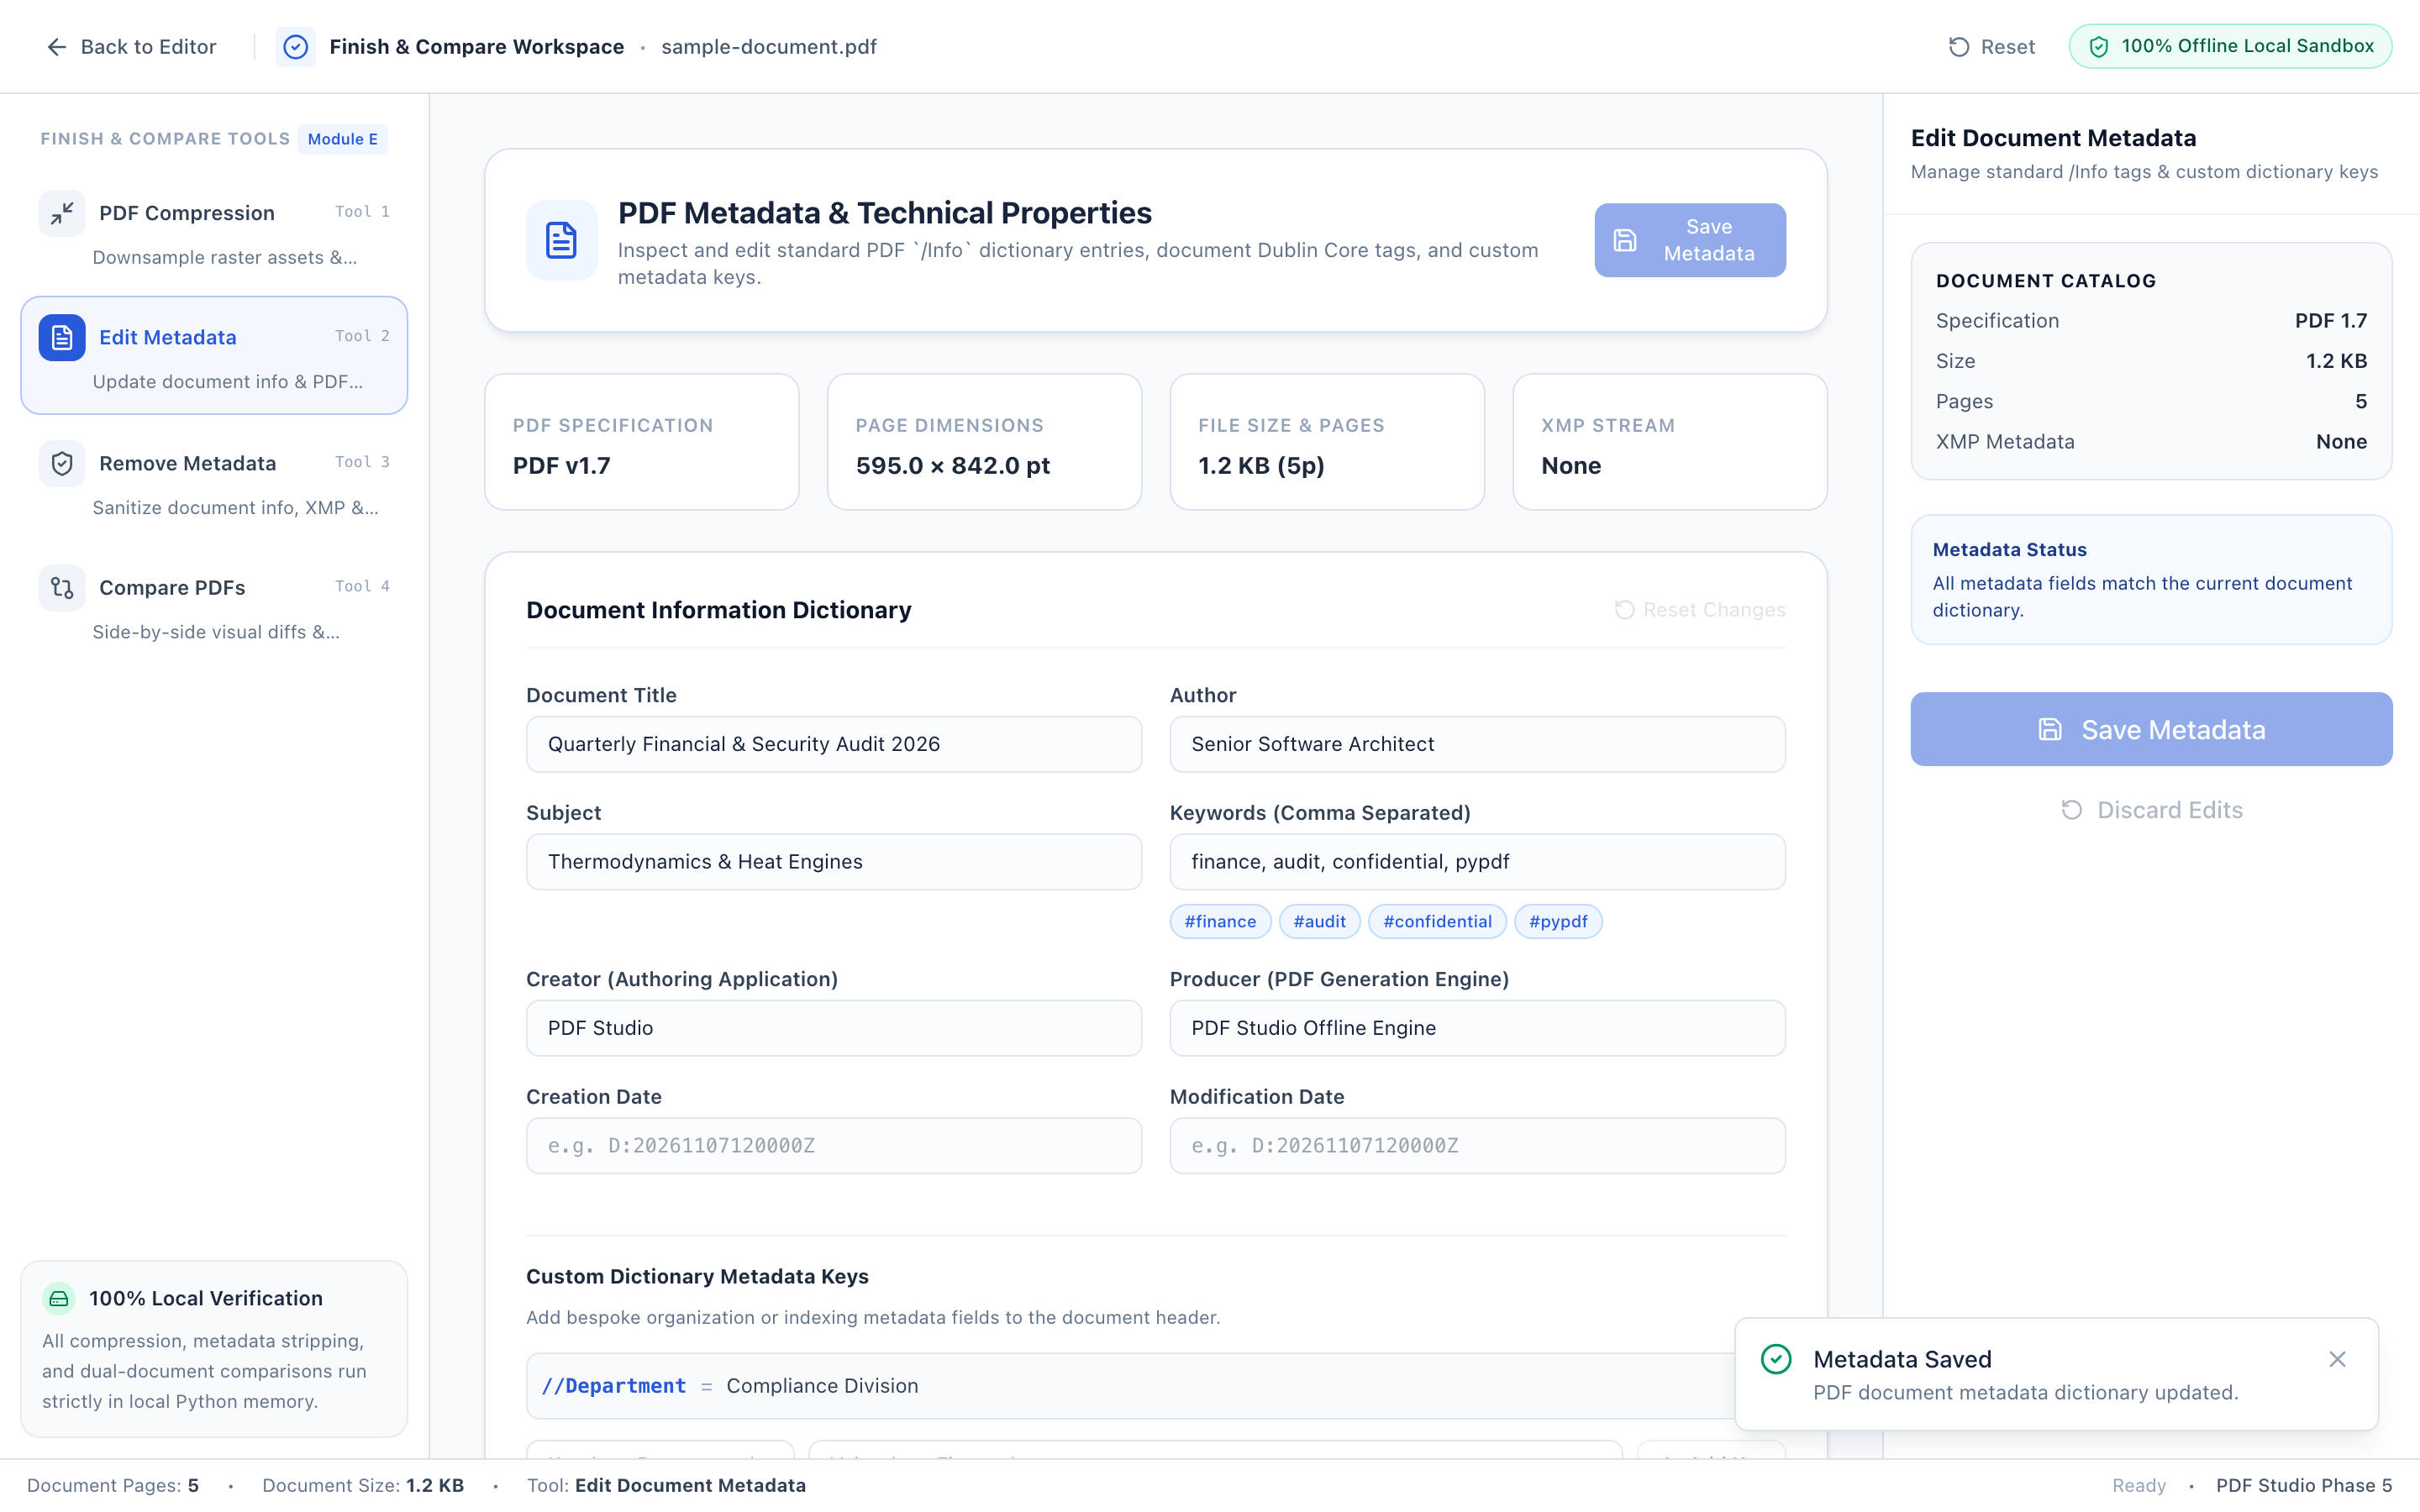 Back to Editor
Finish & Compare Workspace • sample-document.pdf
Reset
100% Offline Local Sandbox
FINISH & COMPARE TOOLS
Module E
PDF Compression
Tool 1
Downsample raster assets &...
Edit Metadata
Tool 2
Update document info & PDF...
Remove Metadata
Tool 3
Sanitize document info, XMP &...
Compare PDFs
Tool 4
Side-by-side visual diffs &...
100% Local Verification
All compression, metadata stripping,
and dual-document comparisons run
strictly in local Python memory.
PDF Metadata & Technical Properties
Inspect and edit standard PDF `/Info` dictionary entries, document Dublin Core tags, and custom
metadata keys.
Save
Metadata
PDF SPECIFICATION
PDF v1.7
PAGE DIMENSIONS
595.0 × 842.0 pt
FILE SIZE & PAGES
1.2 KB (5p)
XMP STREAM
None
Document Information Dictionary
Reset Changes
Document Title
Quarterly Financial & Security Audit 2026
Author
Senior Software Architect
Subject
Thermodynamics & Heat Engines
Keywords (Comma Separated)
finance, audit, confidential, pypdf
#finance
#audit
#confidential
#pypdf
Creator (Authoring Application)
PDF Studio
Producer (PDF Generation Engine)
PDF Studio Offline Engine
Creation Date
e.g. D:20261107120000Z
Modification Date
e.g. D:20261107120000Z
Custom Dictionary Metadata Keys
Add bespoke organization or indexing metadata fields to the document header.
//Department = Compliance Division
Edit Document Metadata
Manage standard /Info tags & custom dictionary keys
DOCUMENT CATALOG
Specification PDF 1.7
Size 1.2 KB
Pages 5
XMP Metadata None
Metadata Status
All metadata fields match the current document
dictionary.
Save Metadata
Discard Edits
Metadata Saved
PDF document metadata dictionary updated.
Document Pages: 5 • Document Size: 1.2 KB • Tool: Edit Document Metadata
Ready • PDF Studio Phase 5